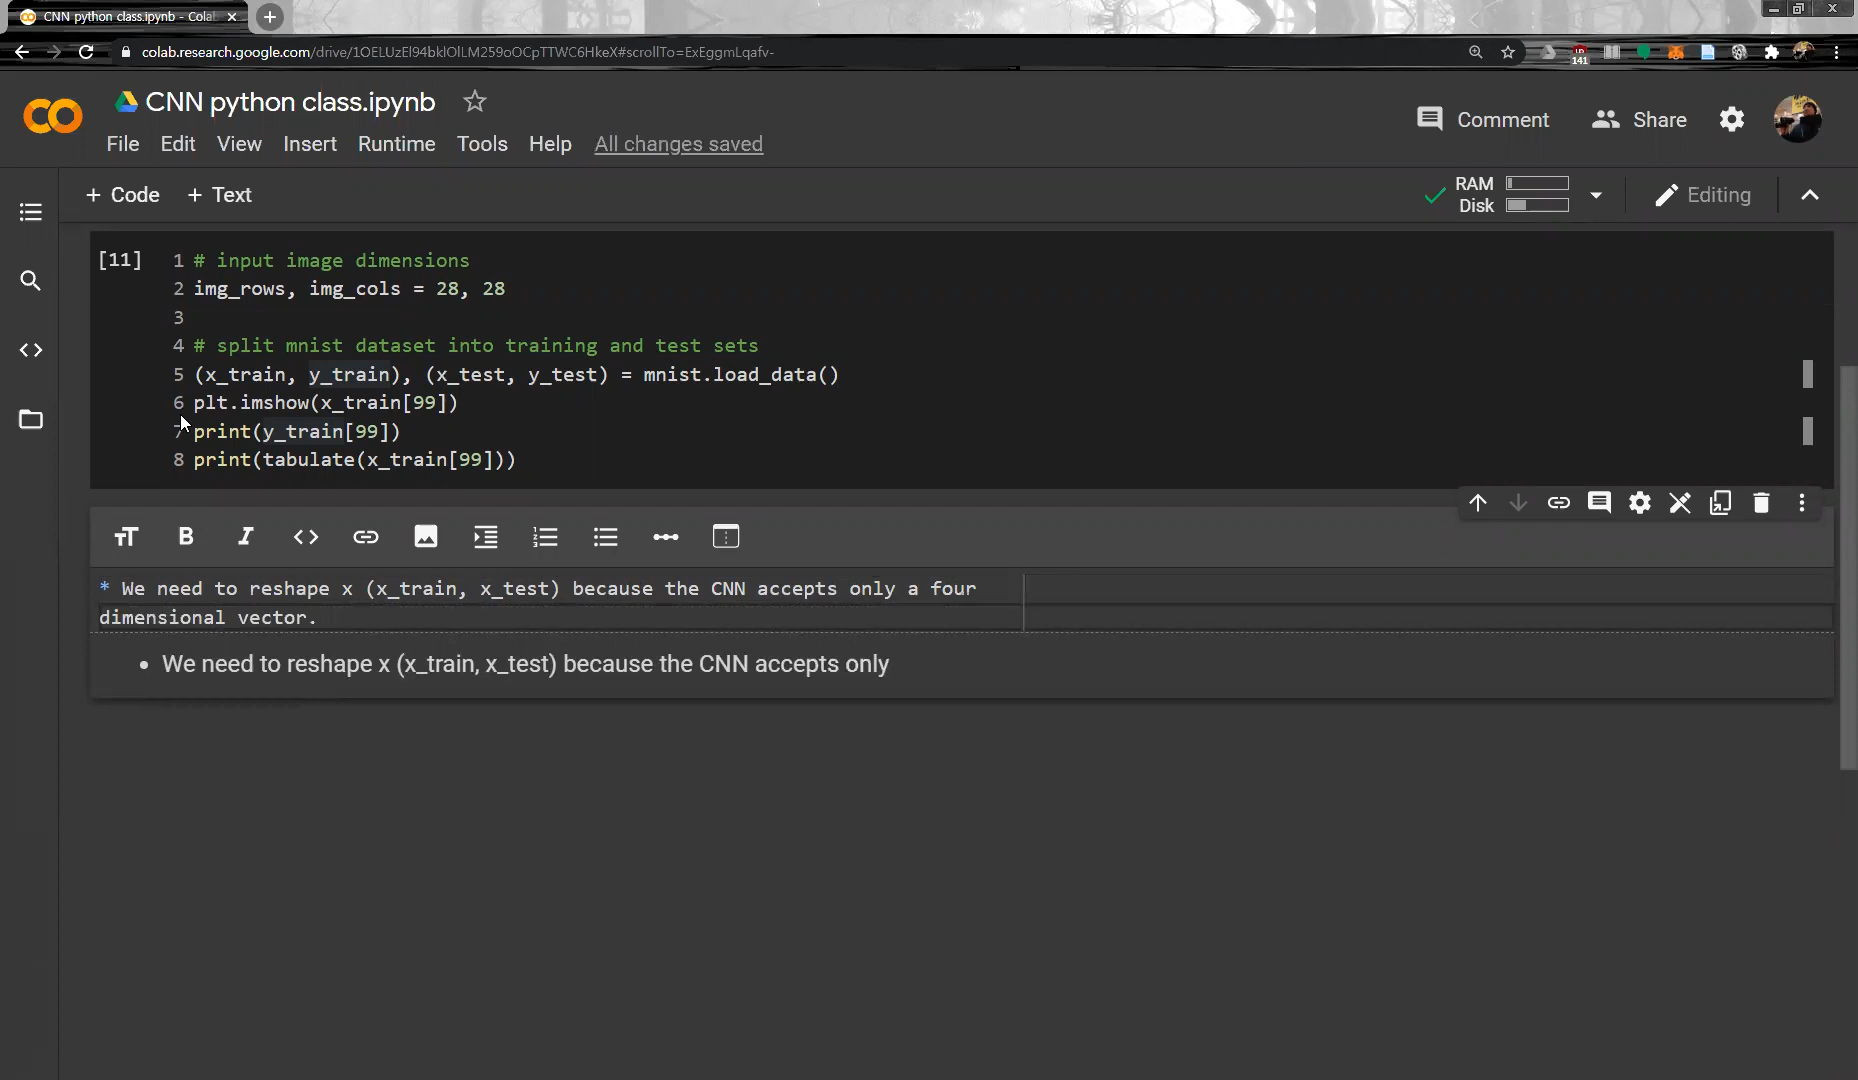 CNN python class.ipynb - Colal
colab.research.google.com/drive/1OELUzEl94bklOlLM259oOCpTTWC6HkeX#scrollTo=ExEggmLqafv-
141
CNN python class.ipynb
Comment
Share
File Edit View Insert Runtime Tools Help All changes saved
+ Code + Text
RAM
Disk
Editing
[11]
1 # input image dimensions
2 img_rows, img_cols = 28, 28
3
4 # split mnist dataset into training and test sets
5 (x_train, y_train), (x_test, y_test) = mnist.load_data()
6 plt.imshow(x_train[99])
7 print(y_train[99])
8 print(tabulate(x_train[99]))
* We need to reshape x (x_train, x_test) because the CNN accepts only a four
dimensional vector.
• We need to reshape x (x_train, x_test) because the CNN accepts only